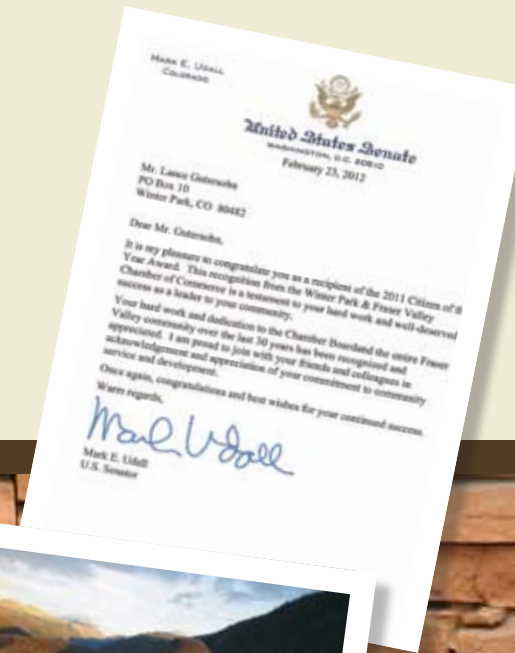 MARK E. UDALL
COLORADO
United States Senate
WASHINGTON, D.C. 20510
February 23, 2012
Mr. Lance Gutersohn
PO Box 10
Winter Park, CO 80482
Dear Mr. Gutersohn,
It is my pleasure to congratulate you as a recipient of the 2011 Citizen of th
Year Award. This recognition from the Winter Park & Fraser Valley
Chamber of Commerce is a testament to your hard work and well-deserved
success as a leader to your community.
Your hard work and dedication to the Chamber Boardand the entire Fraser
Valley community over the last 30 years has been recognized and
appreciated. I am proud to join with your friends and colleagues in
acknowledgement and appreciation of your commitment to community
service and development.
Once again, congratulations and best wishes for your continued success.
Warm regards,
Mark Udall
Mark E. Udall
U.S. Senator